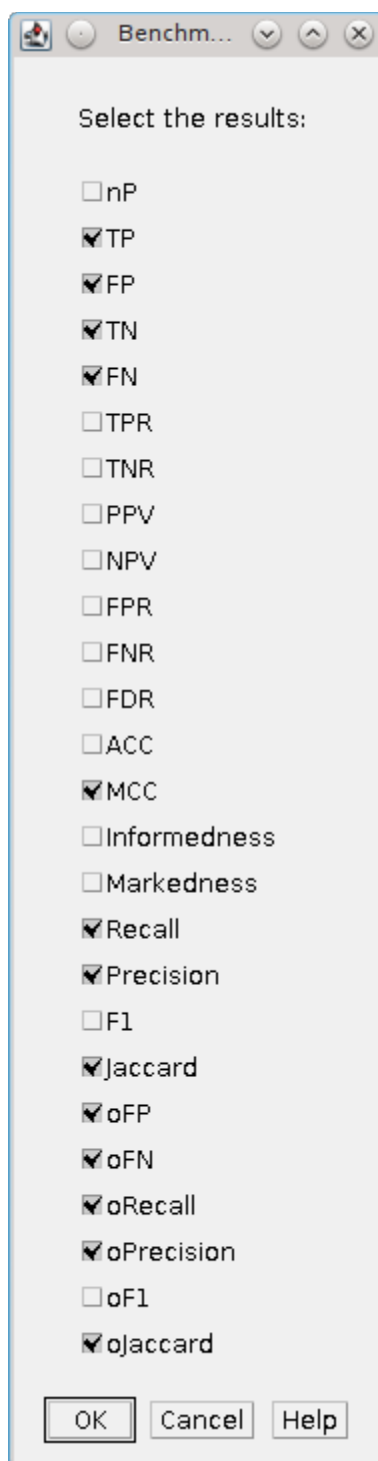 Benchm...
Select the results:
nP
TP
FP
TN
FN
TPR
TNR
PPV
NPV
FPR
FNR
FDR
ACC
MCC
Informedness
Markedness
Recall
Precision
F1
Jaccard
oFP
oFN
oRecall
oPrecision
oF1
oJaccard
OK Cancel Help